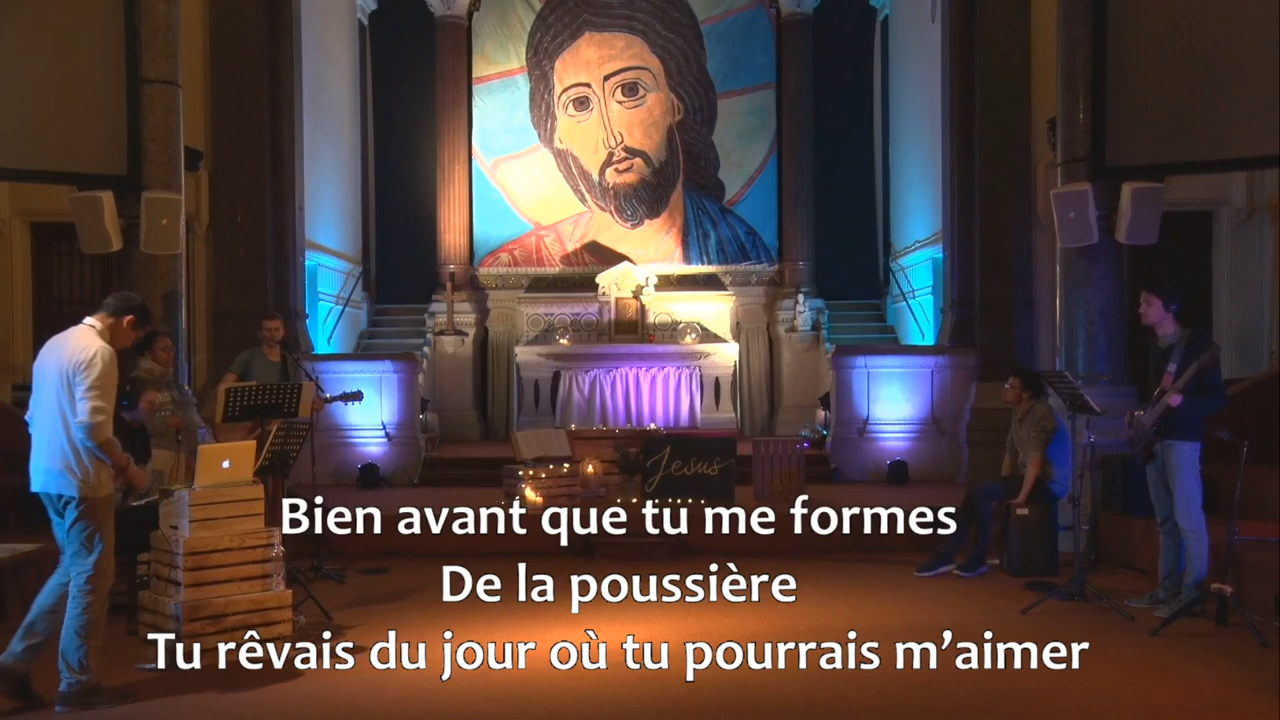 Jesus
Bien avant que tu me formes
De la poussière
Tu rêvais du jour où tu pourrais m’aimer